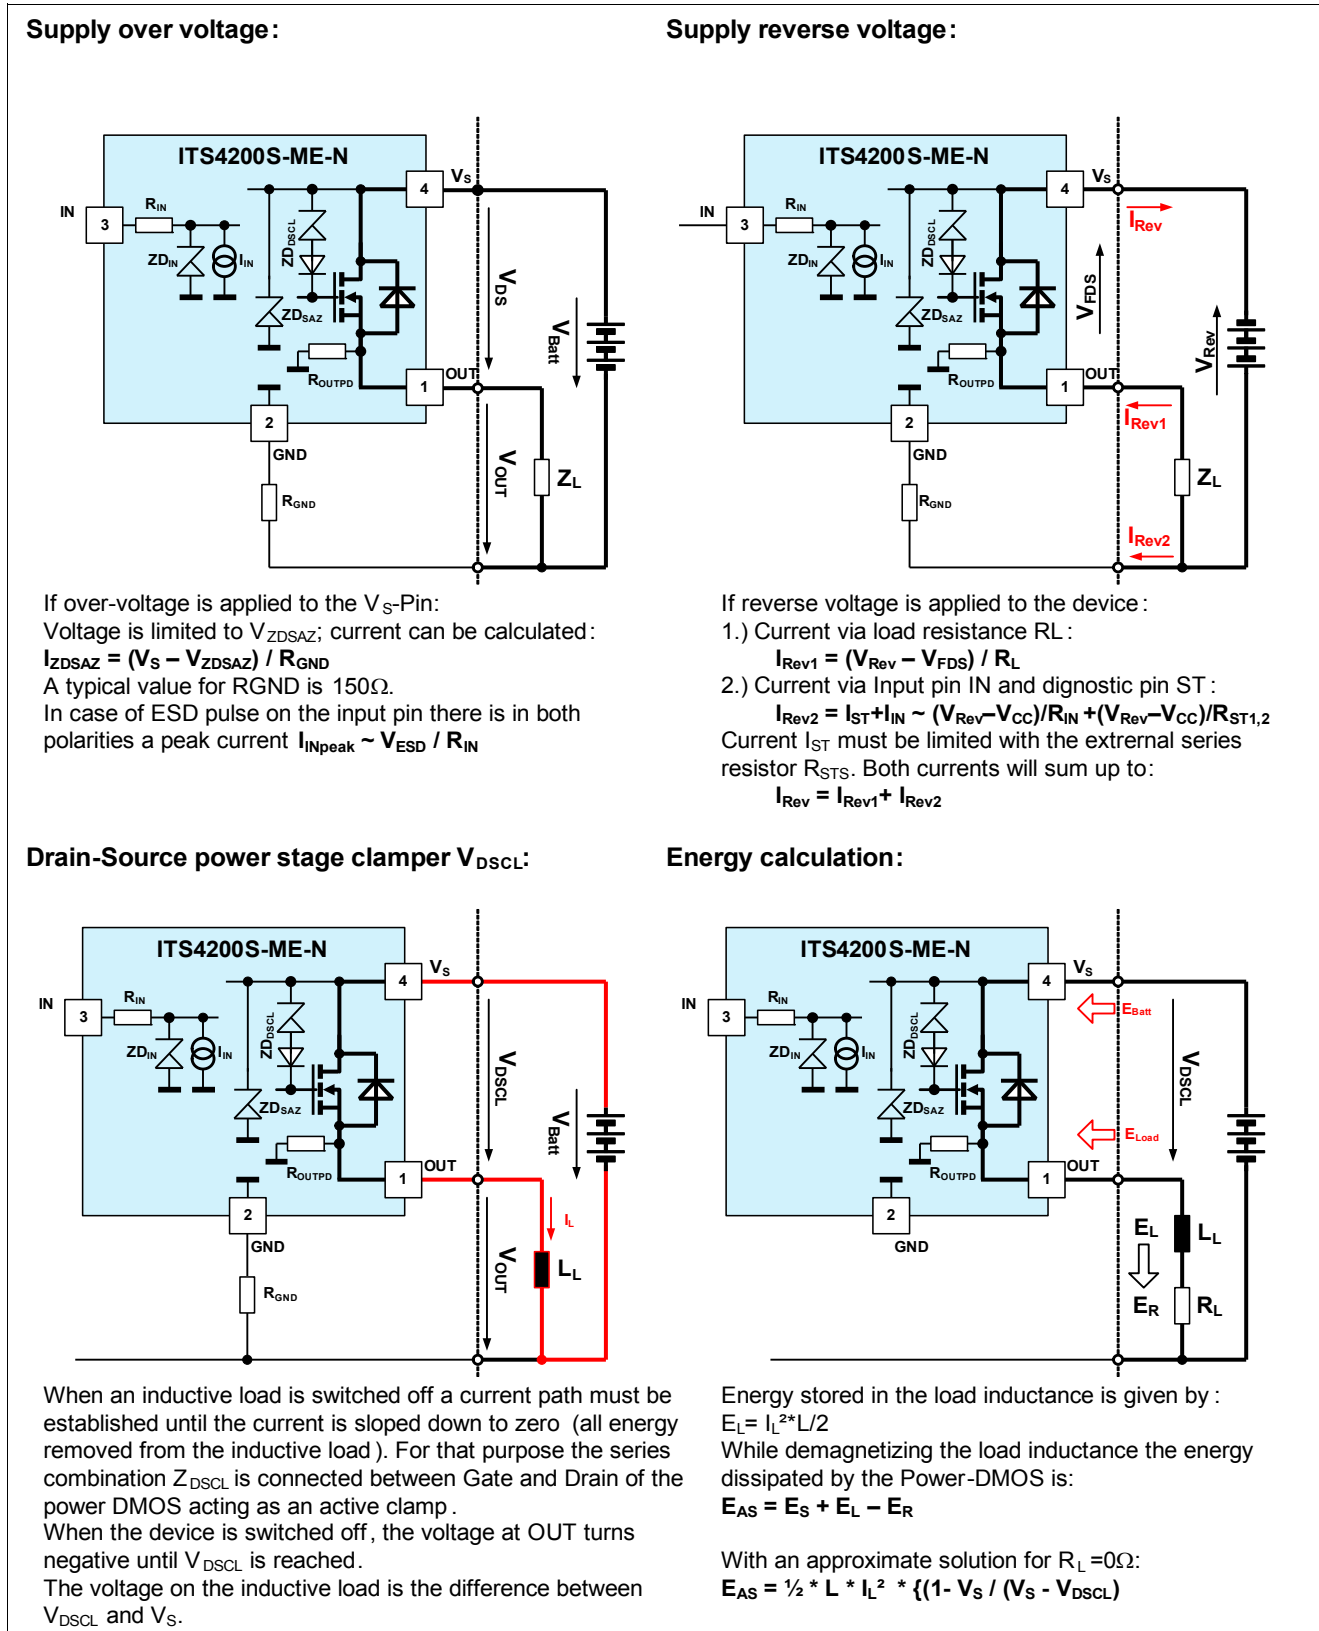 Supply over voltage:
ITS4200S-ME-N
4
VS
IN
3
RIN
ZDIN
IIN
ZDDSCL
ZDSAZ
ROUTPD
1
OUT
2
GND
RGND
VDS
VBatt
VOUT
ZL
If over-voltage is applied to the VS-Pin:
Voltage is limited to VZDSAZ; current can be calculated:
IZDSAZ = (VS – VZDSAZ) / RGND
A typical value for RGND is 150Ω.
In case of ESD pulse on the input pin there is in both
polarities a peak current IINpeak ~ VESD / RIN
Supply reverse voltage:
ITS4200S-ME-N
4
VS
IN
3
RIN
ZDIN
IIN
ZDDSCL
ZDSAZ
ROUTPD
1
OUT
2
GND
RGND
IRev
VFDS
VRev
IRev1
ZL
IRev2
If reverse voltage is applied to the device:
1.) Current via load resistance RL:
IRev1 = (VRev – VFDS) / RL
2.) Current via Input pin IN and dignostic pin ST:
IRev2 = IST+IIN ~ (VRev–VCC)/RIN +(VRev–VCC)/RST1,2
Current IST must be limited with the extrernal series
resistor RSTS. Both currents will sum up to:
IRev = IRev1+ IRev2
Drain-Source power stage clamper VDSCL:
ITS4200S-ME-N
4
VS
IN
3
RIN
ZDIN
IIN
ZDDSCL
ZDSAZ
ROUTPD
1
OUT
2
GND
RGND
VDSCL
VBatt
IL
VOUT
LL
When an inductive load is switched off a current path must be
established until the current is sloped down to zero (all energy
removed from the inductive load). For that purpose the series
combination ZDSCL is connected between Gate and Drain of the
power DMOS acting as an active clamp.
When the device is switched off, the voltage at OUT turns
negative until VDSCL is reached.
The voltage on the inductive load is the difference between
VDSCL and VS.
Energy calculation:
ITS4200S-ME-N
4
VS
IN
3
RIN
ZDIN
IIN
ZDDSCL
ZDSAZ
ROUTPD
1
OUT
2
GND
EBatt
VDSCL
ELoad
EL
LL
ER
RL
Energy stored in the load inductance is given by:
EL= IL²*L/2
While demagnetizing the load inductance the energy
dissipated by the Power-DMOS is:
EAS = ES + EL – ER
With an approximate solution for RL =0Ω:
EAS = ½ * L * IL² * {(1- VS / (VS - VDSCL)